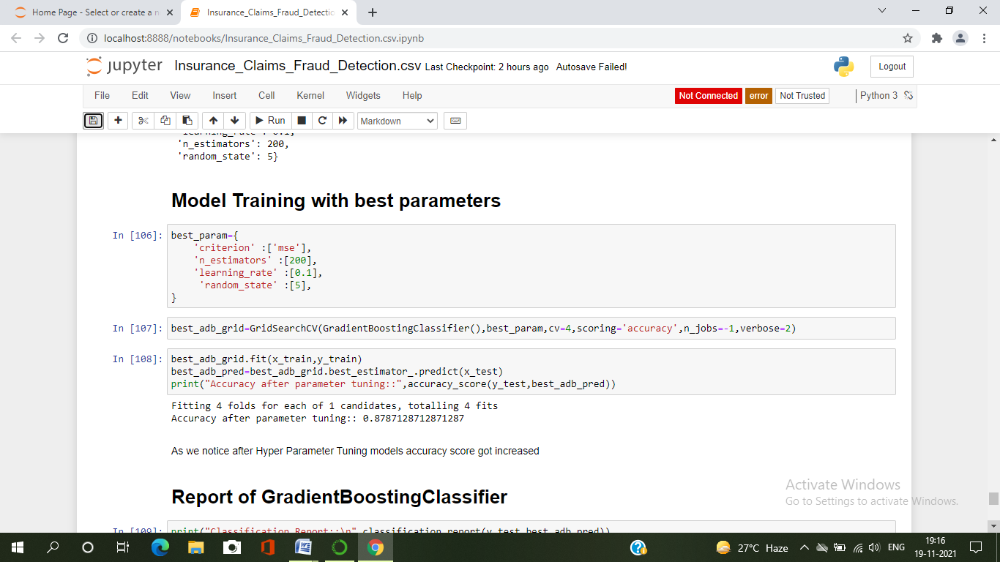 Home Page - Select or create a n
Insurance_Claims_Fraud_Detectio
localhost:8888/notebooks/Insurance_Claims_Fraud_Detection.csv.ipynb
jupyter Insurance_Claims_Fraud_Detection.csv Last Checkpoint: 2 hours ago Autosave Failed!
Logout
File Edit View Insert Cell Kernel Widgets Help
Not Connected error Not Trusted Python 3
Run Markdown
'learning_rate': 0.1,
'n_estimators': 200,
'random_state': 5}
Model Training with best parameters
In [106]: best_param={
'criterion' :['mse'],
'n_estimators' :[200],
'learning_rate' :[0.1],
'random_state' :[5],
}
In [107]: best_adb_grid=GridSearchCV(GradientBoostingClassifier(),best_param,cv=4,scoring='accuracy',n_jobs=-1,verbose=2)
In [108]: best_adb_grid.fit(x_train,y_train)
best_adb_pred=best_adb_grid.best_estimator_.predict(x_test)
print("Accuracy after parameter tuning::",accuracy_score(y_test,best_adb_pred))
Fitting 4 folds for each of 1 candidates, totalling 4 fits
Accuracy after parameter tuning:: 0.8787128712871287
As we notice after Hyper Parameter Tuning models accuracy score got increased
Report of GradientBoostingClassifier
In [109]: print("Classification Report::\n",classification_report(y_test,best_adb_pred))
Activate Windows
Go to Settings to activate Windows.
27°C Haze
ENG
19:16
19-11-2021